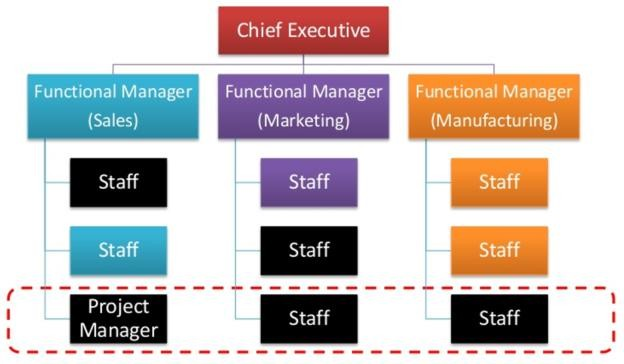 Chief Executive
Functional Manager
(Sales)
Functional Manager
(Marketing)
Functional Manager
(Manufacturing)
Staff
Staff
Staff
Staff
Staff
Staff
Project
Manager
Staff
Staff